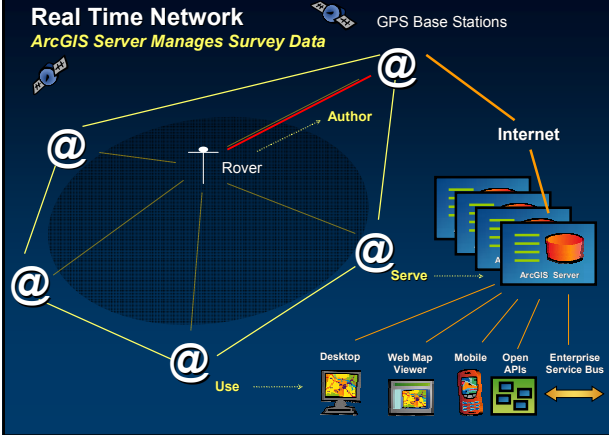 Real Time Network
ArcGIS Server Manages Survey Data
GPS Base Stations
@
Author
Internet
@
Rover
@
Serve
ArcGIS Server
@
@
Use
Desktop
Web Map
Viewer
Mobile
Open
APIs
Enterprise
Service Bus